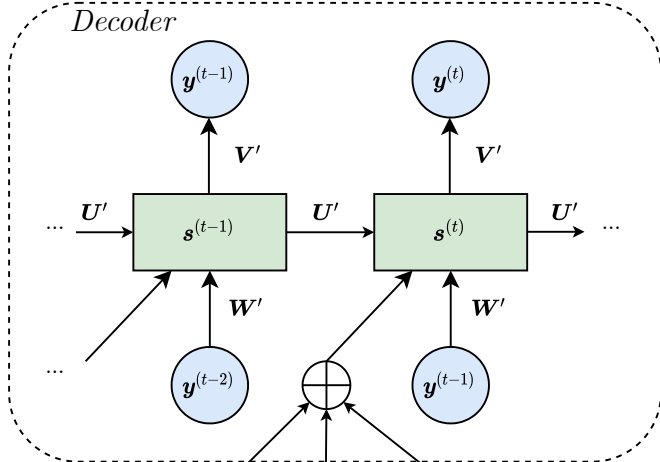 Decoder
y^(t−1) y^(t)
V′ V′
... U′ s^(t−1) U′ s^(t) U′ ...
W′ W′
... y^(t−2) y^(t−1)